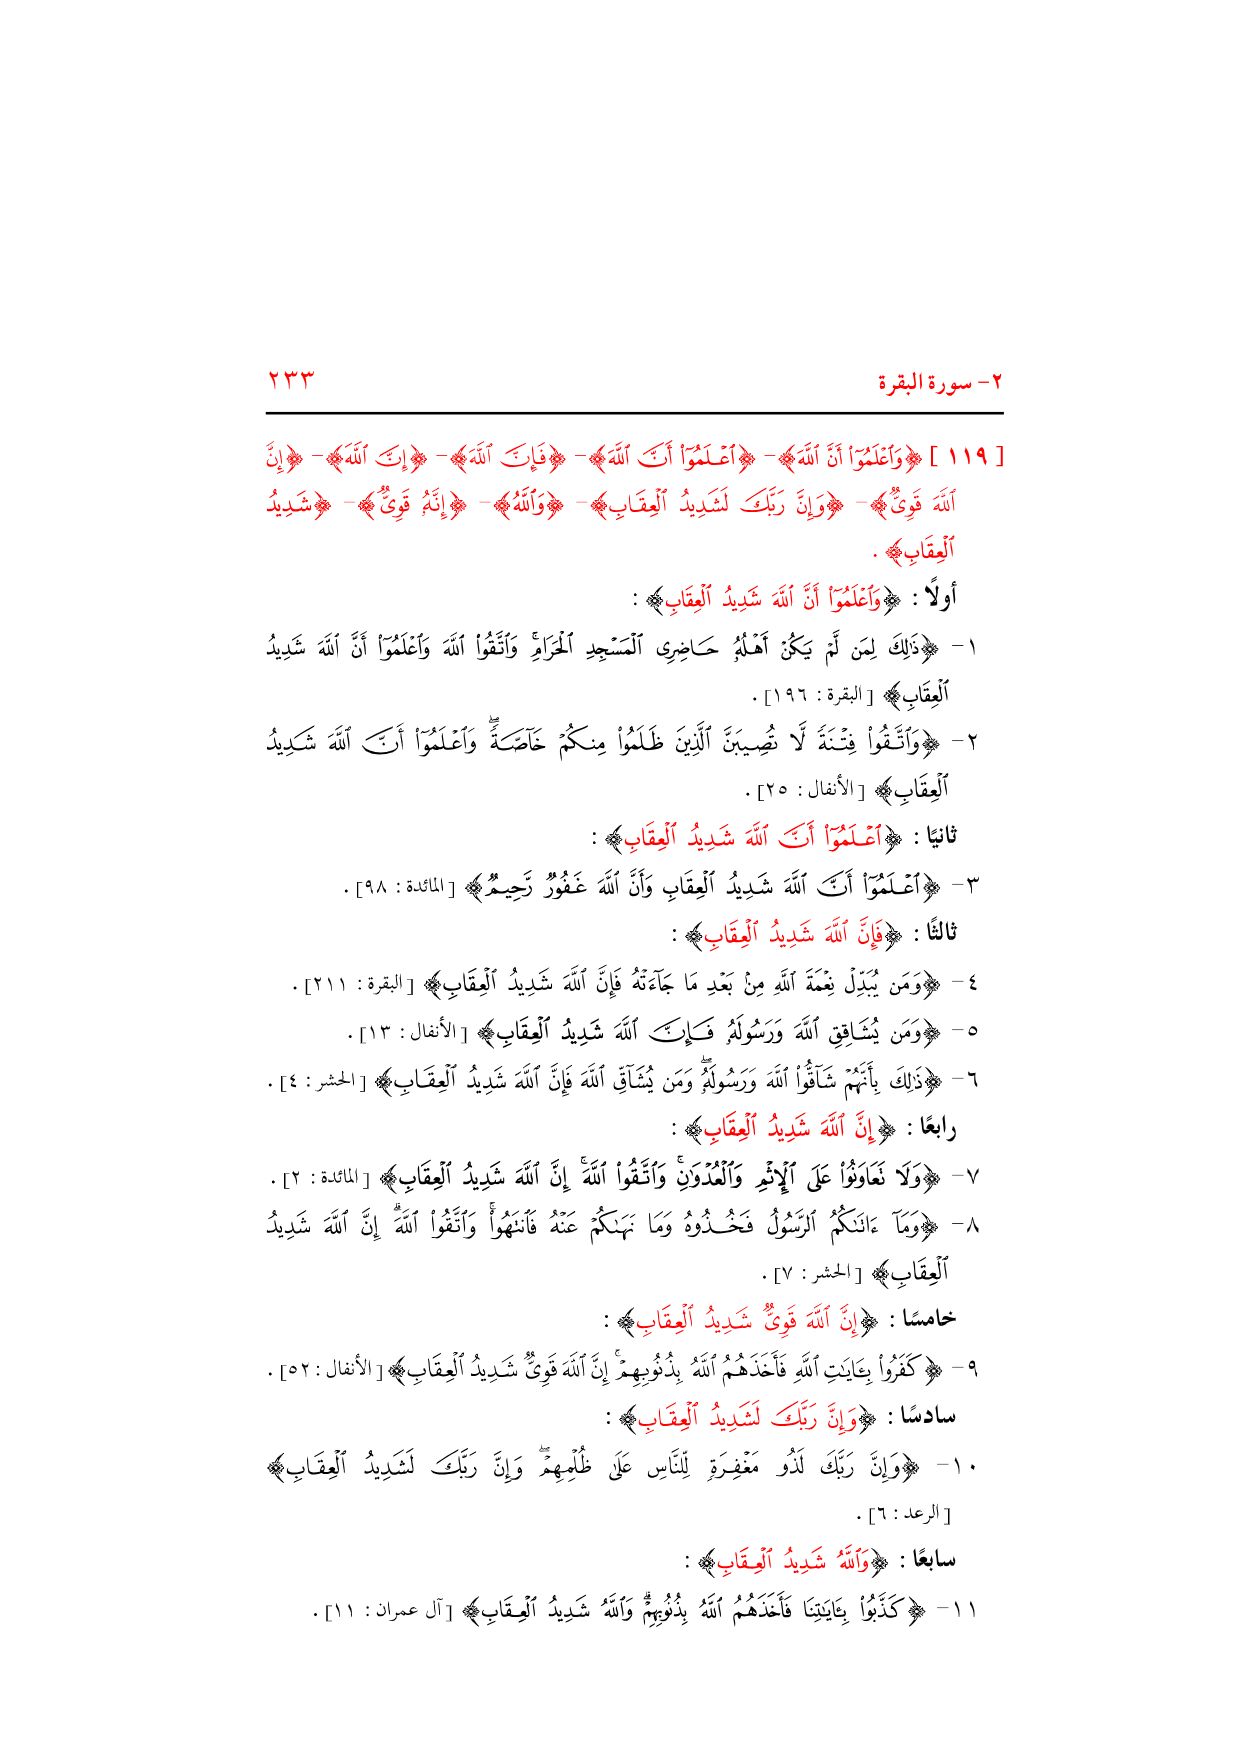 ٢- سورة البقرة
٢٣٣
[ ١١٩ ] ﴿وَٱعْلَمُوٓا۟ أَنَّ ٱللَّهَ﴾- ﴿ٱعْلَمُوٓا۟ أَنَّ ٱللَّهَ﴾- ﴿فَإِنَّ ٱللَّهَ﴾- ﴿إِنَّ ٱللَّهَ﴾- ﴿إِنَّ
ٱللَّهَ قَوِىٌّ﴾- ﴿وَإِنَّ رَبَّكَ لَشَدِيدُ ٱلْعِقَابِ﴾- ﴿وَٱللَّهُ﴾- ﴿إِنَّهُۥ قَوِىٌّ﴾- ﴿شَدِيدُ
ٱلْعِقَابِ﴾ .
أولًا : ﴿وَٱعْلَمُوٓا۟ أَنَّ ٱللَّهَ شَدِيدُ ٱلْعِقَابِ﴾ :
١- ﴿ذَٰلِكَ لِمَن لَّمْ يَكُنْ أَهْلُهُۥ حَاضِرِى ٱلْمَسْجِدِ ٱلْحَرَامِ ۚ وَٱتَّقُوا۟ ٱللَّهَ وَٱعْلَمُوٓا۟ أَنَّ ٱللَّهَ شَدِيدُ
ٱلْعِقَابِ﴾ [البقرة : ١٩٦] .
٢- ﴿وَٱتَّقُوا۟ فِتْنَةً لَّا تُصِيبَنَّ ٱلَّذِينَ ظَلَمُوا۟ مِنكُمْ خَآصَّةً ۖ وَٱعْلَمُوٓا۟ أَنَّ ٱللَّهَ شَدِيدُ
ٱلْعِقَابِ﴾ [الأنفال : ٢٥] .
ثانيًا : ﴿ٱعْلَمُوٓا۟ أَنَّ ٱللَّهَ شَدِيدُ ٱلْعِقَابِ﴾ :
٣- ﴿ٱعْلَمُوٓا۟ أَنَّ ٱللَّهَ شَدِيدُ ٱلْعِقَابِ وَأَنَّ ٱللَّهَ غَفُورٌ رَّحِيمٌ﴾ [المائدة : ٩٨] .
ثالثًا : ﴿فَإِنَّ ٱللَّهَ شَدِيدُ ٱلْعِقَابِ﴾ :
٤- ﴿وَمَن يُبَدِّلْ نِعْمَةَ ٱللَّهِ مِنۢ بَعْدِ مَا جَآءَتْهُ فَإِنَّ ٱللَّهَ شَدِيدُ ٱلْعِقَابِ﴾ [البقرة : ٢١١] .
٥- ﴿وَمَن يُشَاقِقِ ٱللَّهَ وَرَسُولَهُۥ فَإِنَّ ٱللَّهَ شَدِيدُ ٱلْعِقَابِ﴾ [الأنفال : ١٣] .
٦- ﴿ذَٰلِكَ بِأَنَّهُمْ شَآقُّوا۟ ٱللَّهَ وَرَسُولَهُۥ ۖ وَمَن يُشَآقِّ ٱللَّهَ فَإِنَّ ٱللَّهَ شَدِيدُ ٱلْعِقَابِ﴾ [الحشر : ٤] .
رابعًا : ﴿إِنَّ ٱللَّهَ شَدِيدُ ٱلْعِقَابِ﴾ :
٧- ﴿وَلَا تَعَاوَنُوا۟ عَلَى ٱلْإِثْمِ وَٱلْعُدْوَٰنِ ۚ وَٱتَّقُوا۟ ٱللَّهَ ۖ إِنَّ ٱللَّهَ شَدِيدُ ٱلْعِقَابِ﴾ [المائدة : ٢] .
٨- ﴿وَمَآ ءَاتَىٰكُمُ ٱلرَّسُولُ فَخُذُوهُ وَمَا نَهَىٰكُمْ عَنْهُ فَٱنتَهُوا۟ ۚ وَٱتَّقُوا۟ ٱللَّهَ ۖ إِنَّ ٱللَّهَ شَدِيدُ
ٱلْعِقَابِ﴾ [الحشر : ٧] .
خامسًا : ﴿إِنَّ ٱللَّهَ قَوِىٌّ شَدِيدُ ٱلْعِقَابِ﴾ :
٩- ﴿كَفَرُوا۟ بِـَٔايَٰتِ ٱللَّهِ فَأَخَذَهُمُ ٱللَّهُ بِذُنُوبِهِمْ ۚ إِنَّ ٱللَّهَ قَوِىٌّ شَدِيدُ ٱلْعِقَابِ﴾ [الأنفال : ٥٢] .
سادسًا : ﴿وَإِنَّ رَبَّكَ لَشَدِيدُ ٱلْعِقَابِ﴾ :
١٠- ﴿وَإِنَّ رَبَّكَ لَذُو مَغْفِرَةٍ لِّلنَّاسِ عَلَىٰ ظُلْمِهِمْ ۖ وَإِنَّ رَبَّكَ لَشَدِيدُ ٱلْعِقَابِ﴾
[الرعد : ٦] .
سابعًا : ﴿وَٱللَّهُ شَدِيدُ ٱلْعِقَابِ﴾ :
١١- ﴿كَذَّبُوا۟ بِـَٔايَٰتِنَا فَأَخَذَهُمُ ٱللَّهُ بِذُنُوبِهِمْ ۗ وَٱللَّهُ شَدِيدُ ٱلْعِقَابِ﴾ [آل عمران : ١١] .